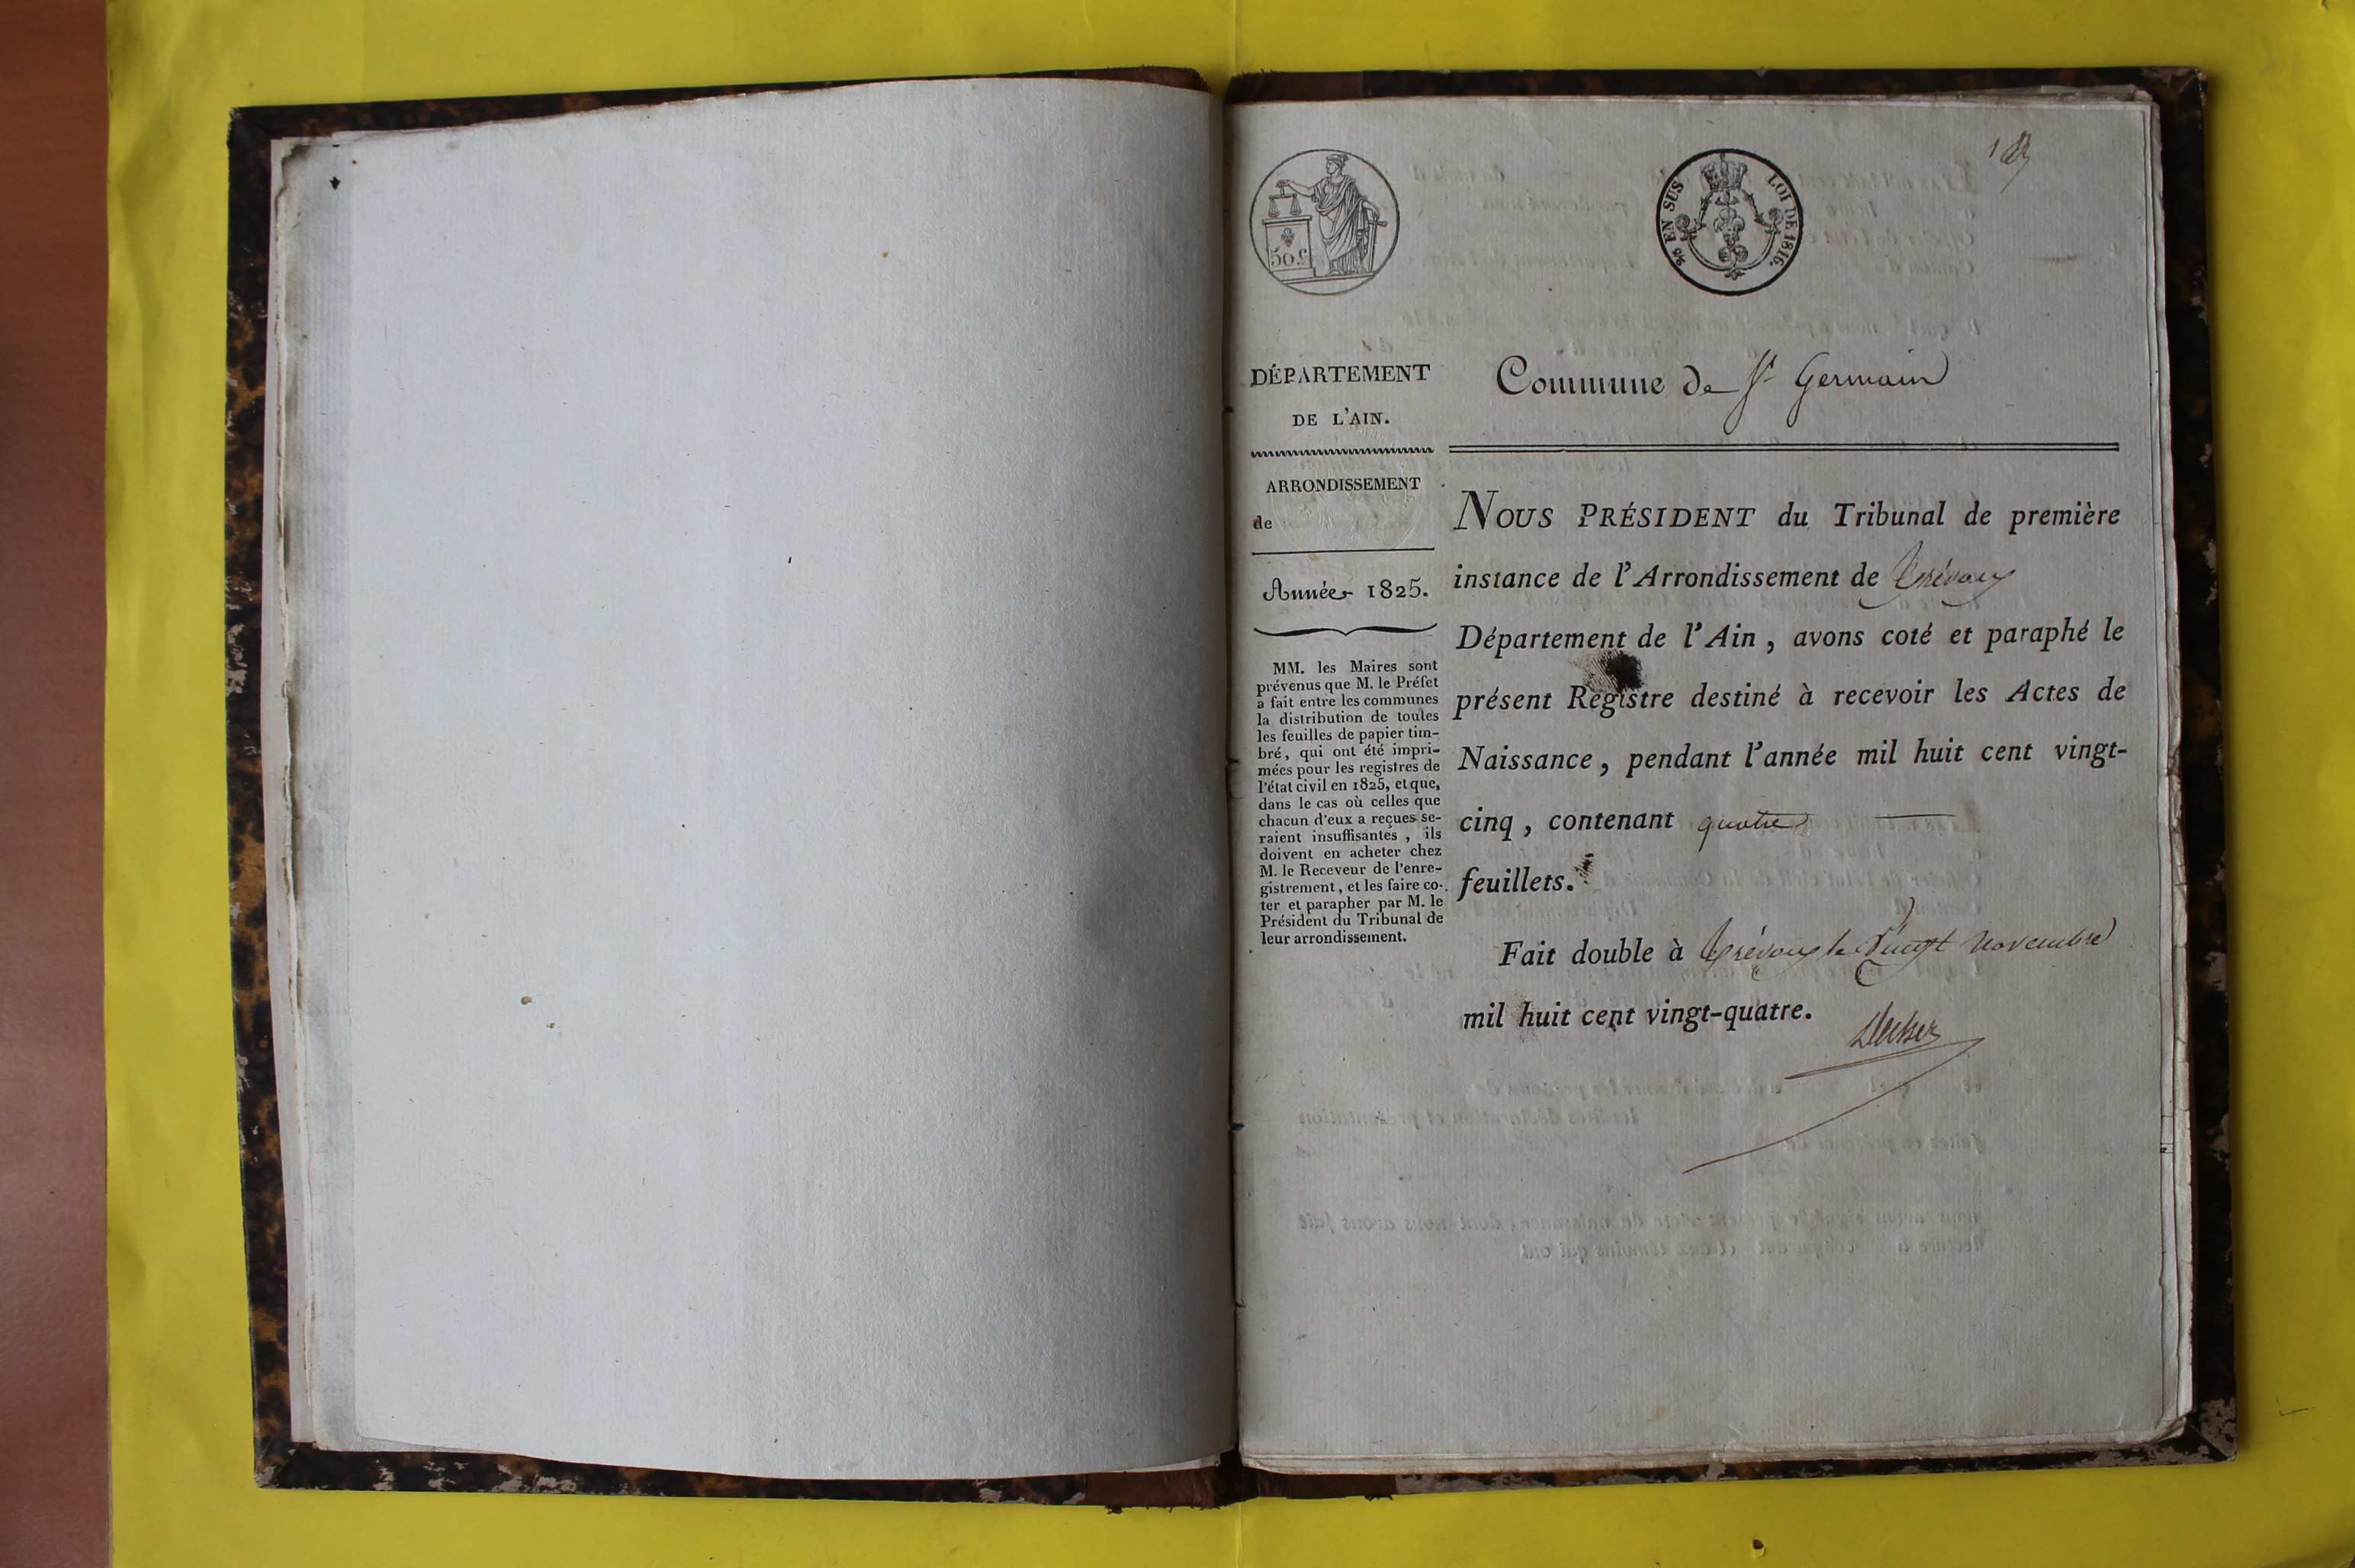 50 c.
EN SUS
LOI DE 1816.
1
DÉPARTEMENT
DE L'AIN.
ARRONDISSEMENT
de
Année 1825.
MM. les Maires sont
prévenus que M. le Préfet
a fait entre les communes
la distribution de toutes
les feuilles de papier tim-
bré, qui ont été impri-
mées pour les registres de
l'état civil en 1825, et que,
dans le cas où celles que
chacun d'eux a reçues se-
raient insuffisantes, ils
doivent en acheter chez
M. le Receveur de l'enre-
gistrement, et les faire co-
ter et parapher par M. le
Président du Tribunal de
leur arrondissement.
Commune de St Germain
NOUS PRÉSIDENT du Tribunal de première
instance de l'Arrondissement de Trévoux
Département de l'Ain, avons coté et paraphé le
présent Registre destiné à recevoir les Actes de
Naissance, pendant l'année mil huit cent vingt-
cinq, contenant quatre
feuillets.
Fait double à Trévoux le Vingt novembre
mil huit cent vingt-quatre.